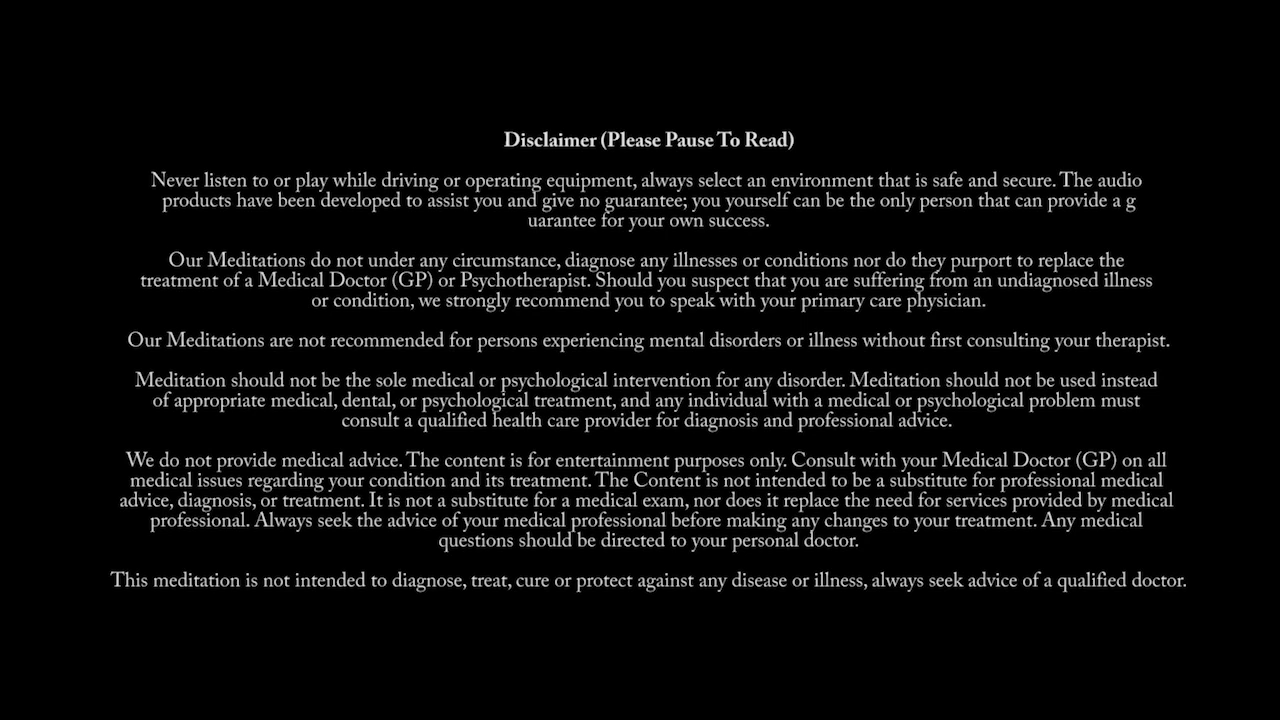 Disclaimer (Please Pause To Read)
Never listen to or play while driving or operating equipment, always select an environment that is safe and secure. The audio
products have been developed to assist you and give no guarantee; you yourself can be the only person that can provide a g
uarantee for your own success.
Our Meditations do not under any circumstance, diagnose any illnesses or conditions nor do they purport to replace the
treatment of a Medical Doctor (GP) or Psychotherapist. Should you suspect that you are suffering from an undiagnosed illness
or condition, we strongly recommend you to speak with your primary care physician.
Our Meditations are not recommended for persons experiencing mental disorders or illness without first consulting your therapist.
Meditation should not be the sole medical or psychological intervention for any disorder. Meditation should not be used instead
of appropriate medical, dental, or psychological treatment, and any individual with a medical or psychological problem must
consult a qualified health care provider for diagnosis and professional advice.
We do not provide medical advice. The content is for entertainment purposes only. Consult with your Medical Doctor (GP) on all
medical issues regarding your condition and its treatment. The Content is not intended to be a substitute for professional medical
advice, diagnosis, or treatment. It is not a substitute for a medical exam, nor does it replace the need for services provided by medical
professional. Always seek the advice of your medical professional before making any changes to your treatment. Any medical
questions should be directed to your personal doctor.
This meditation is not intended to diagnose, treat, cure or protect against any disease or illness, always seek advice of a qualified doctor.